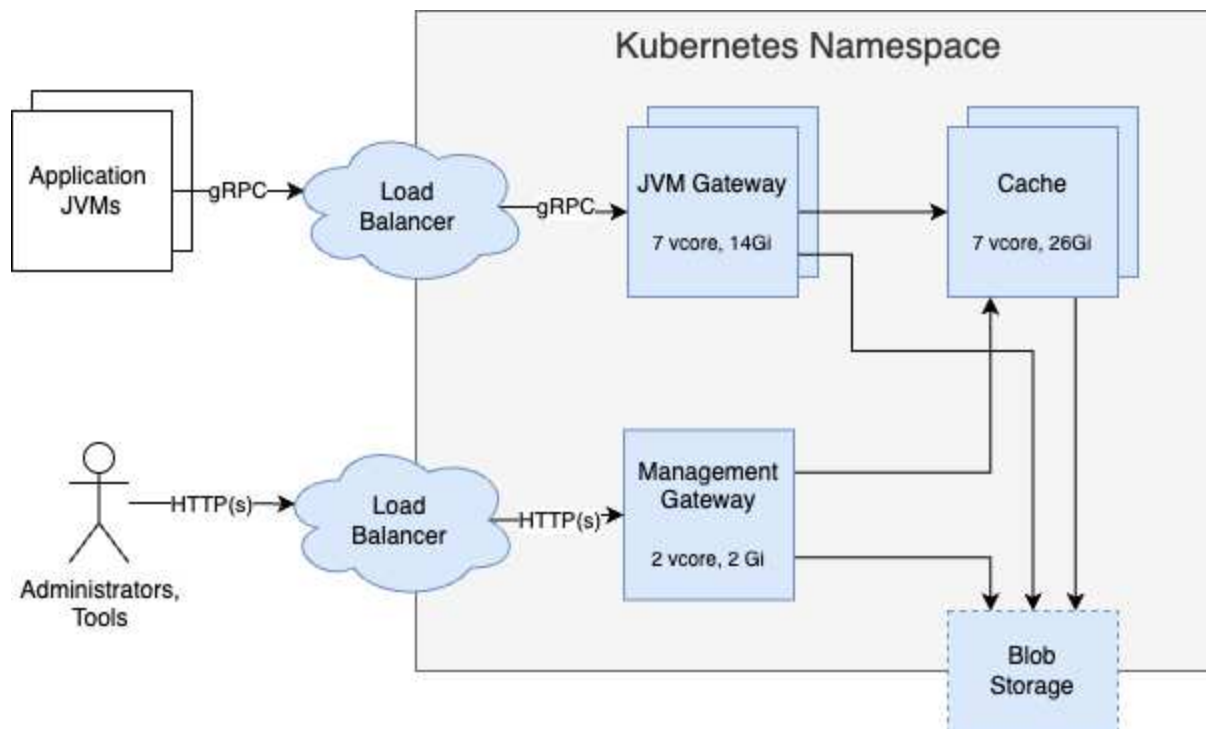 Kubernetes Namespace
Application
JVMs
gRPC
Load
Balancer
gRPC
JVM Gateway
7 vcore, 14Gi
Cache
7 vcore, 26Gi
Administrators,
Tools
HTTP(s)
Load
Balancer
HTTP(s)
Management
Gateway
2 vcore, 2 Gi
Blob
Storage